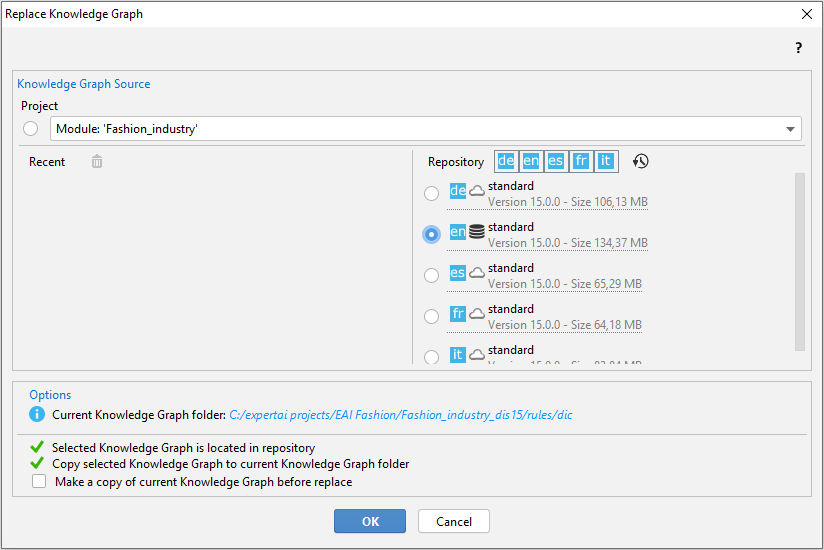 Replace Knowledge Graph
?
Knowledge Graph Source
Project
Module: 'Fashion_industry'
Recent
Repository de en es fr it
de standard
Version 15.0.0 - Size 106,13 MB
en standard
Version 15.0.0 - Size 134,37 MB
es standard
Version 15.0.0 - Size 65,29 MB
fr standard
Version 15.0.0 - Size 64,18 MB
it standard
Version 15.0.0 - Size
Options
Current Knowledge Graph folder: C:/expertai projects/EAI Fashion/Fashion_industry_dis15/rules/dic
Selected Knowledge Graph is located in repository
Copy selected Knowledge Graph to current Knowledge Graph folder
Make a copy of current Knowledge Graph before replace
OK Cancel